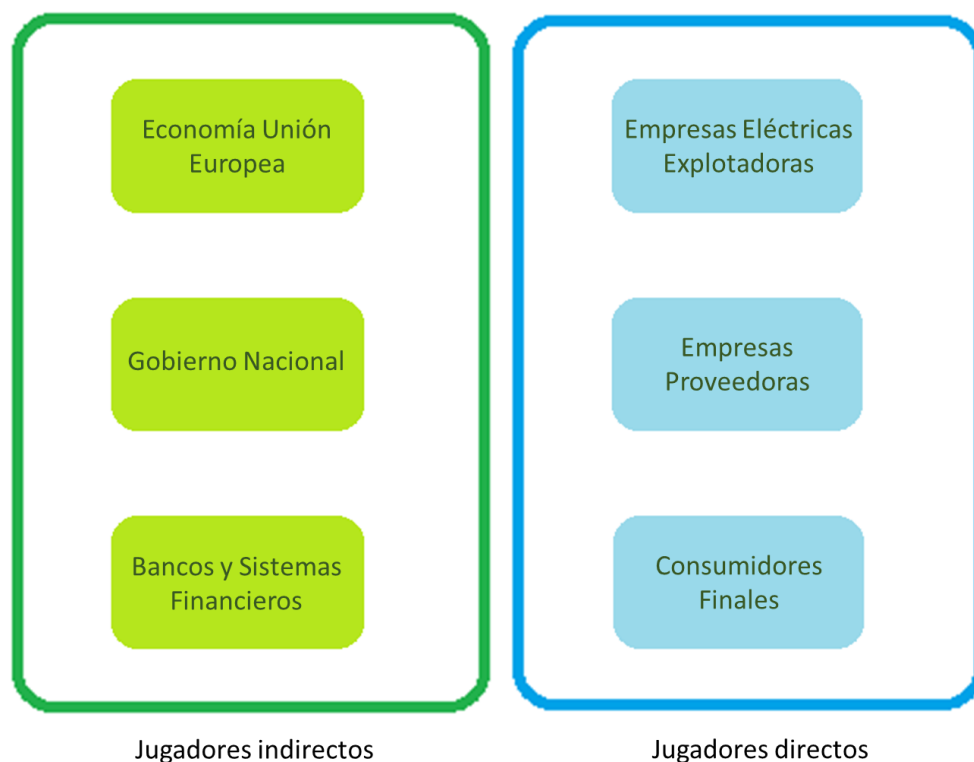 Economía Unión
Europea
Gobierno Nacional
Bancos y Sistemas
Financieros
Jugadores indirectos
Empresas Eléctricas
Explotadoras
Empresas
Proveedoras
Consumidores
Finales
Jugadores directos